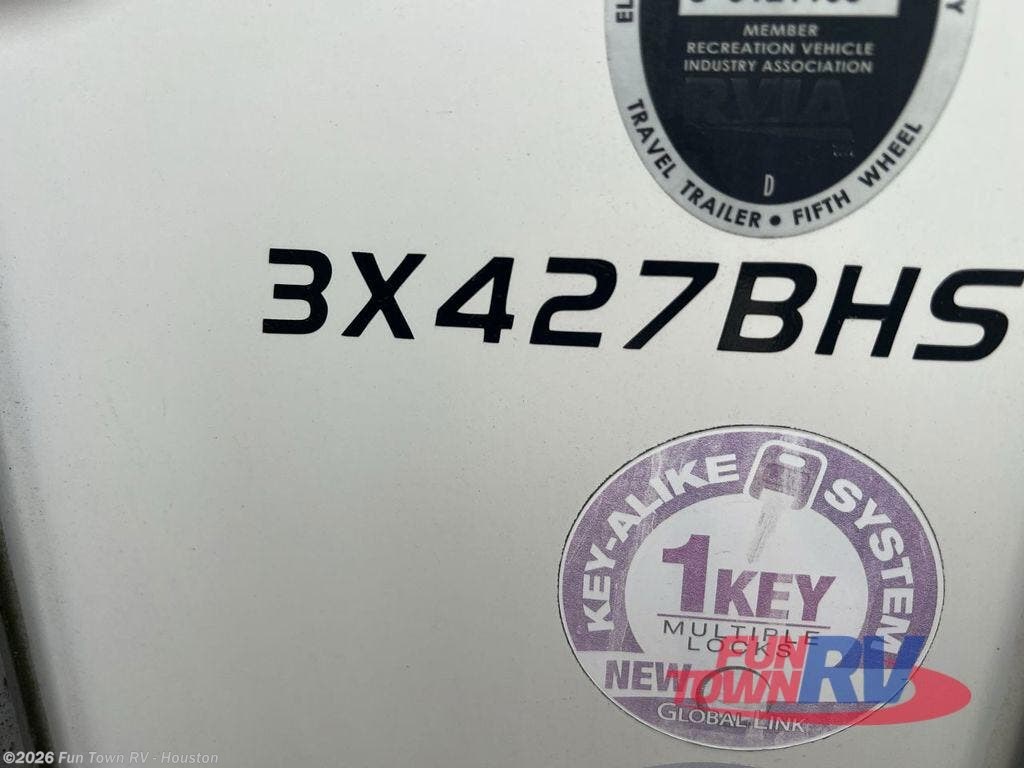 MEMBER
RECREATION VEHICLE
INDUSTRY ASSOCIATION
RVIA
D
TRAVEL TRAILER • FIFTH WHEEL
3X427BHS
KEY-ALIKE SYSTEM
1KEY
MULTIPLE
LOCKS
NEW
GLOBAL LINK
FUN
TOWN
RV
©2026 Fun Town RV - Houston